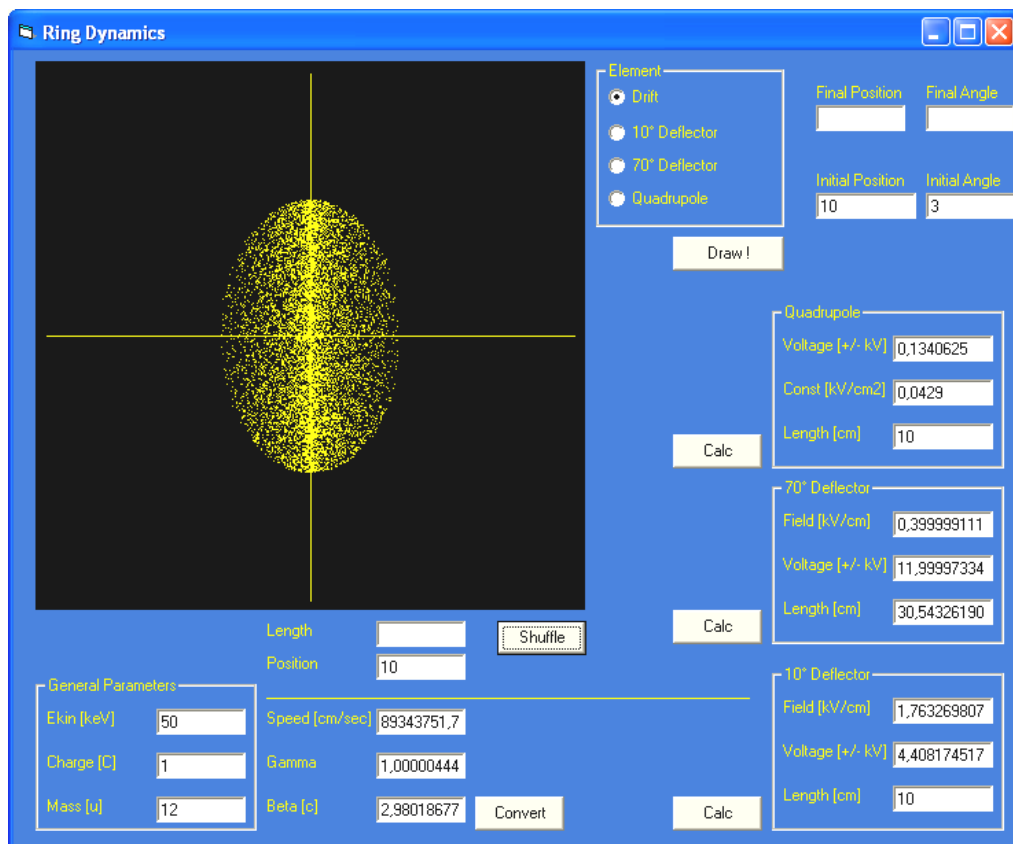 Ring Dynamics
Element
Drift
10° Deflector
70° Deflector
Quadrupole
Final Position
Final Angle
Initial Position
Initial Angle
10
3
Draw !
Quadrupole
Voltage [+/- kV]
0,1340625
Const [kV/cm2]
0,0429
Length [cm]
10
Calc
70° Deflector
Field [kV/cm]
0,399999111
Voltage [+/- kV]
11,99997334
Length [cm]
30,54326190
Calc
Length
Shuffle
Position
10
General Parameters
Ekin [keV]
50
Charge [C]
1
Mass [u]
12
Speed [cm/sec]
89343751,7
Gamma
1,00000444
Beta [c]
2,98018677
Convert
10° Deflector
Field [kV/cm]
1,763269807
Voltage [+/- kV]
4,408174517
Length [cm]
10
Calc